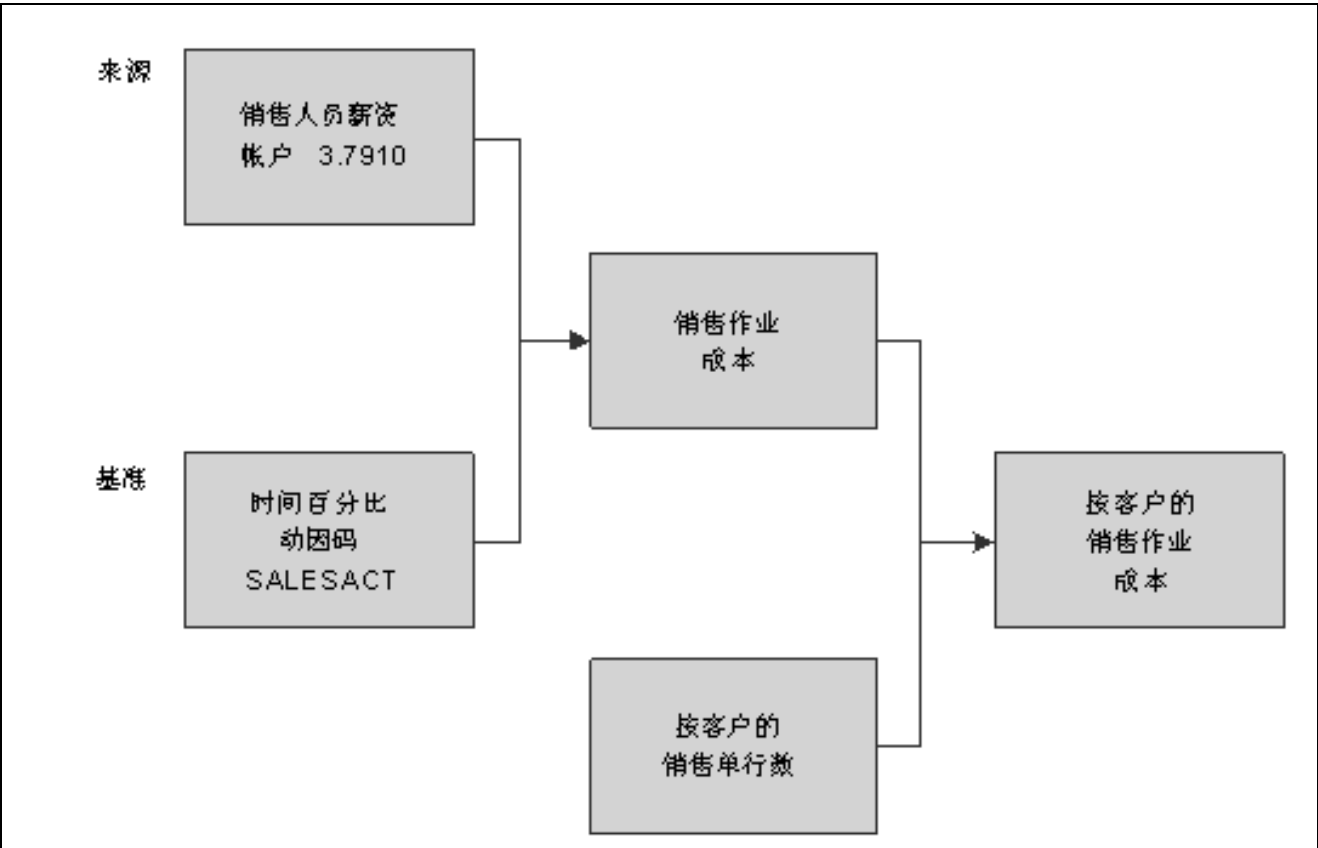 来源
销售人员薪资
帐户 3.7910
销售作业
成本
基准
时间百分比
动因码
SALESACT
按客户的
销售作业
成本
按客户的
销售单行数